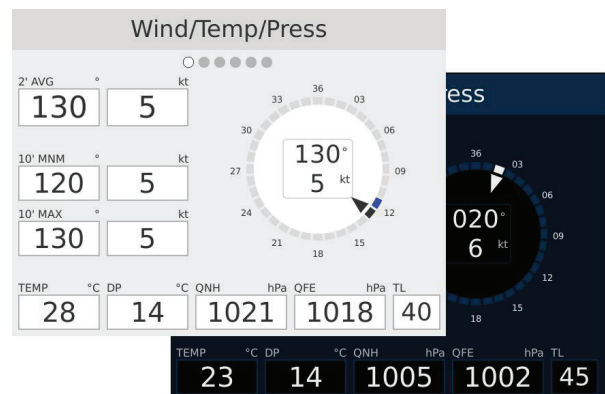 Wind/Temp/Press
2' AVG ° kt
130 5
10' MNM ° kt
120 5
10' MAX ° kt
130 5
36
33 03
30 06
27 09
24 12
21 15
18
130°
5 kt
TEMP °C DP °C QNH hPa QFE hPa TL
28 14 1021 1018 40
ess
36
03
06
09
12
15
18
020°
6 kt
TEMP °C DP °C QNH hPa QFE hPa TL
23 14 1005 1002 45